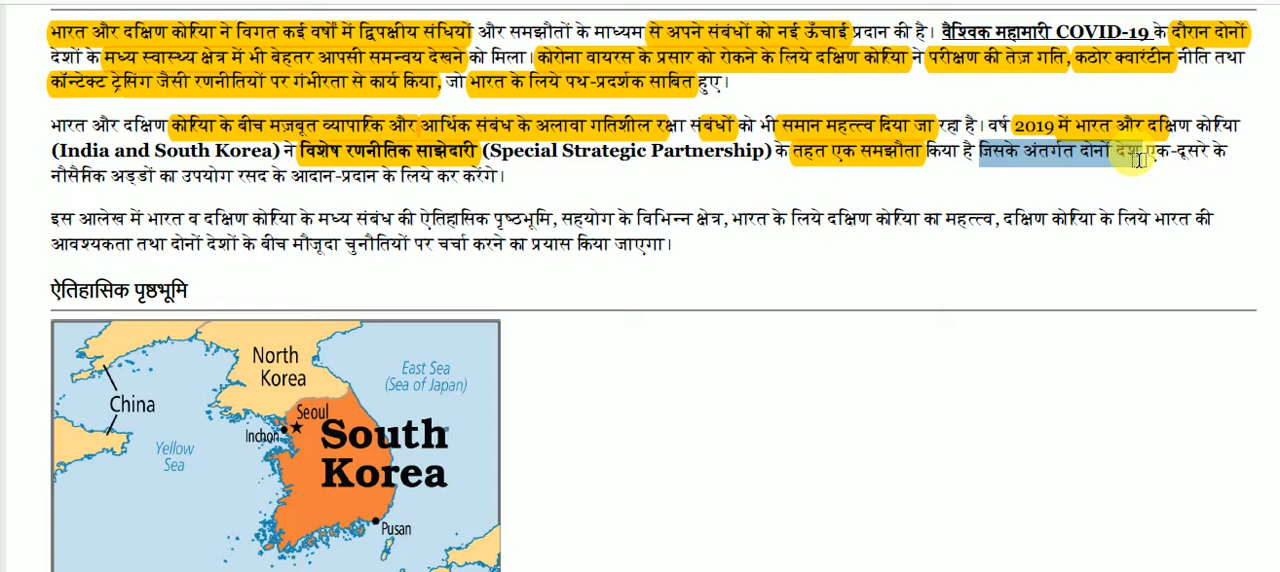 भारत और दक्षिण कोरिया ने विगत कई वर्षों में द्विपक्षीय संधियों और समझौतों के माध्यम से अपने संबंधों को नई ऊँचाई प्रदान की है। वैश्विक महामारी COVID-19 के दौरान दोनों
देशों के मध्य स्वास्थ्य क्षेत्र में भी बेहतर आपसी समन्वय देखने को मिला। कोरोना वायरस के प्रसार को रोकने के लिये दक्षिण कोरिया ने परीक्षण की तेज़ गति, कठोर क्वारंटीन नीति तथा
कॉन्टेक्ट ट्रेसिंग जैसी रणनीतियों पर गंभीरता से कार्य किया, जो भारत के लिये पथ-प्रदर्शक साबित हुए।
भारत और दक्षिण कोरिया के बीच मज़बूत व्यापारिक और आर्थिक संबंध के अलावा गतिशील रक्षा संबंधों को भी समान महत्त्व दिया जा रहा है। वर्ष 2019 में भारत और दक्षिण कोरिया
(India and South Korea) ने विशेष रणनीतिक साझेदारी (Special Strategic Partnership) के तहत एक समझौता किया है जिसके अंतर्गत दोनों देश एक-दूसरे के
नौसैनिक अड्डों का उपयोग रसद के आदान-प्रदान के लिये कर करेंगे।
इस आलेख में भारत व दक्षिण कोरिया के मध्य संबंध की ऐतिहासिक पृष्ठभूमि, सहयोग के विभिन्न क्षेत्र, भारत के लिये दक्षिण कोरिया का महत्त्व, दक्षिण कोरिया के लिये भारत की
आवश्यकता तथा दोनों देशों के बीच मौजूदा चुनौतियों पर चर्चा करने का प्रयास किया जाएगा।
ऐतिहासिक पृष्ठभूमि
North
Korea
East Sea
(Sea of Japan)
China
Seoul
Inchon
South
Korea
Yellow
Sea
Pusan